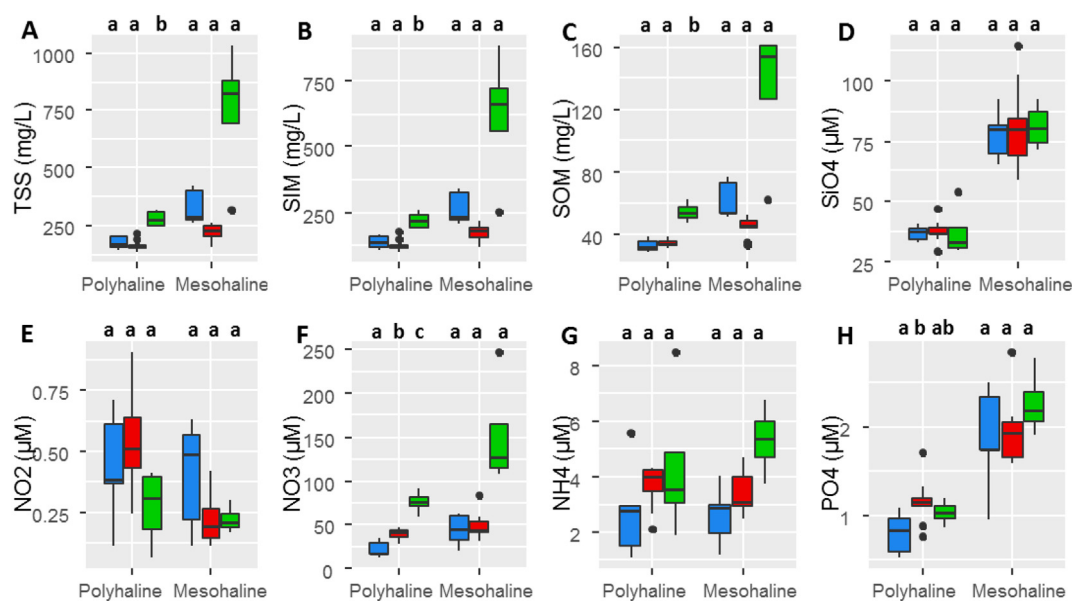 A
a a b
a a a
TSS (mg/L)
1000
750
500
250
Polyhaline
Mesohaline
B
a a b
a a a
SIM (mg/L)
750
500
250
Polyhaline
Mesohaline
C
a a b
a a a
SOM (mg/L)
160
120
80
40
Polyhaline
Mesohaline
D
a a a
a a a
SiO4 (µM)
100
75
50
25
Polyhaline
Mesohaline
E
a a a
a a a
NO2 (µM)
0.75
0.50
0.25
Polyhaline
Mesohaline
F
a b c
a a a
NO3 (µM)
250
200
150
100
50
0
Polyhaline
Mesohaline
G
a a a
a a a
NH4 (µM)
8
6
4
2
Polyhaline
Mesohaline
H
a b ab
a a a
PO4 (µM)
2
1
Polyhaline
Mesohaline